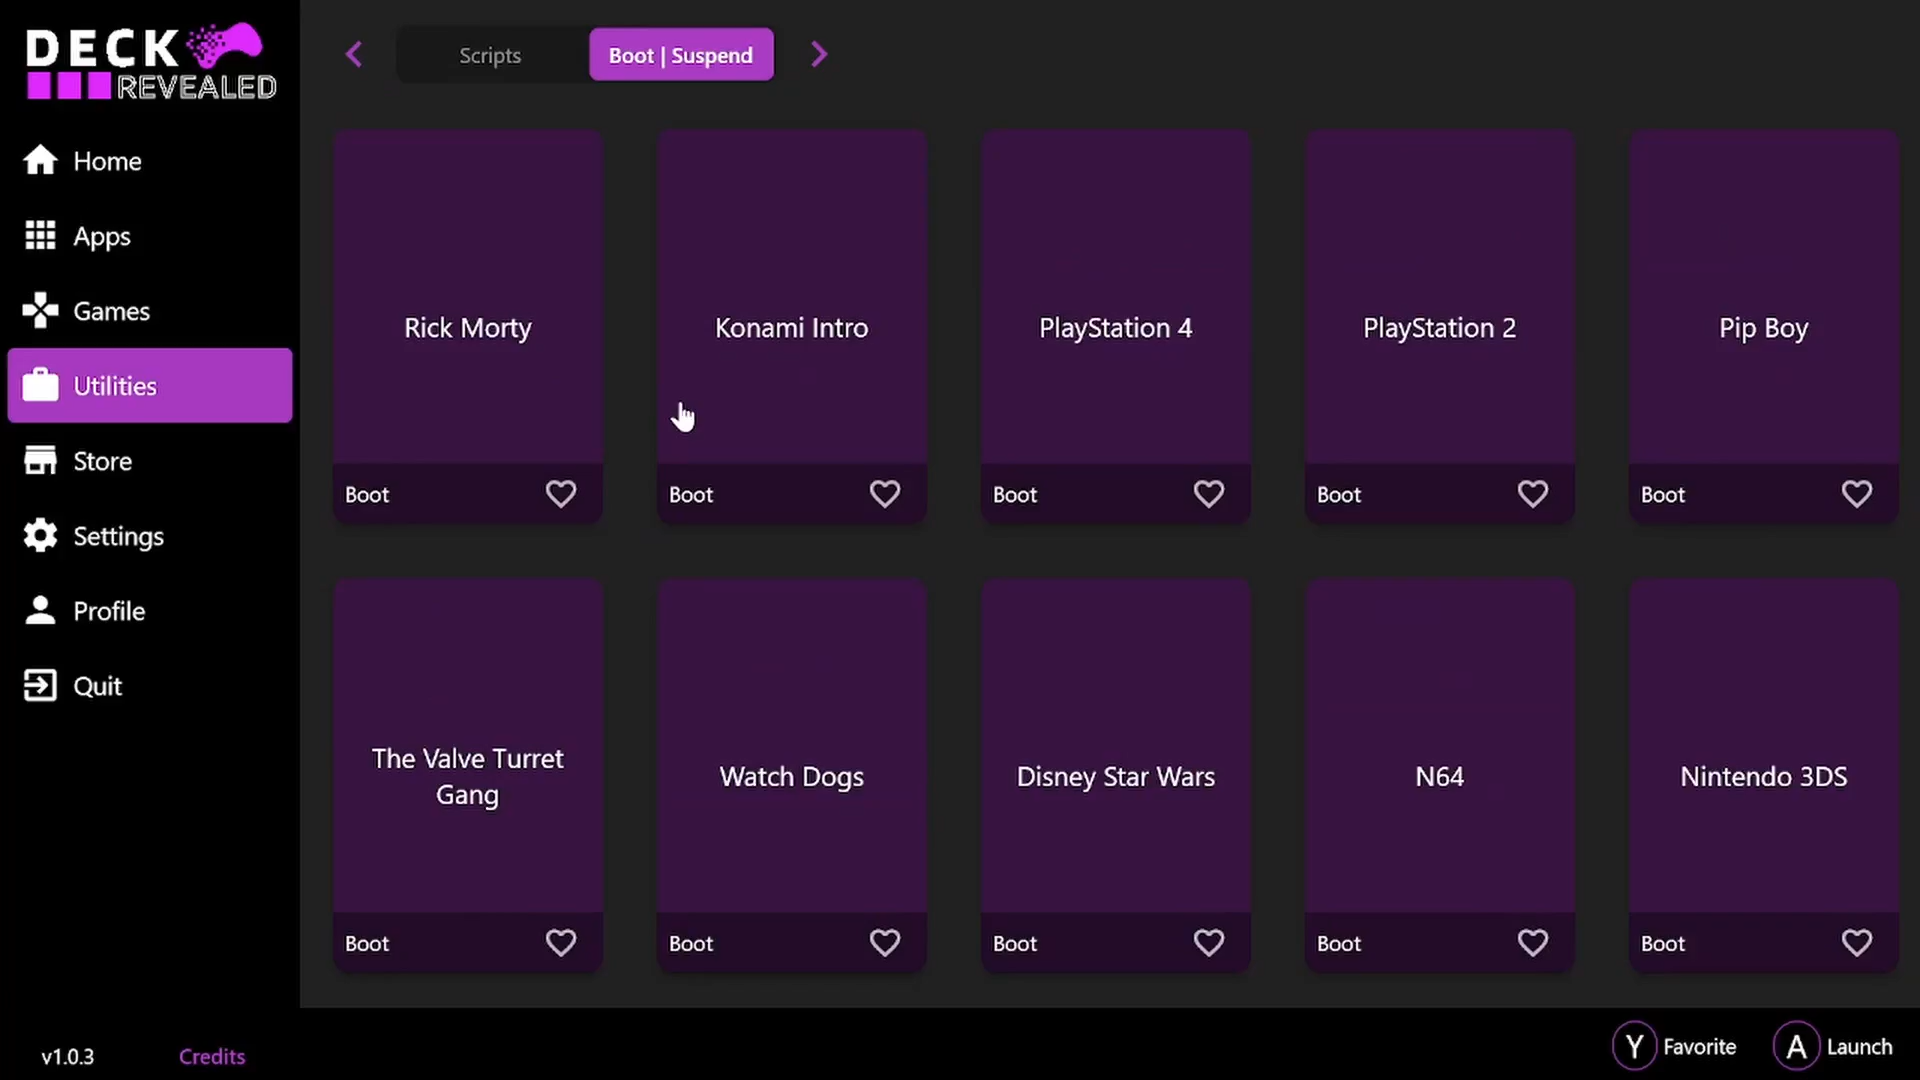 DECK
REVEALED
Home
Apps
Games
Utilities
Store
Settings
Profile
Quit
v1.0.3
Credits
Scripts
Boot | Suspend
Rick Morty
Konami Intro
PlayStation 4
PlayStation 2
Pip Boy
Boot
Boot
Boot
Boot
Boot
The Valve Turret
Gang
Watch Dogs
Disney Star Wars
N64
Nintendo 3DS
Boot
Boot
Boot
Boot
Boot
Y Favorite
A Launch